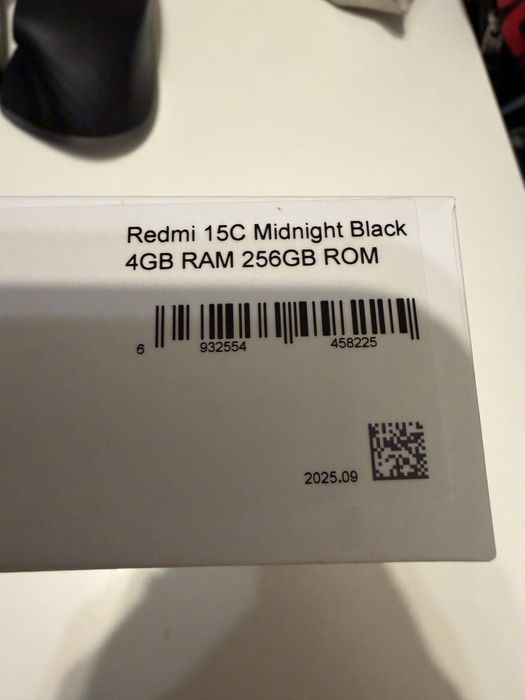 Redmi 15C Midnight Black
4GB RAM 256GB ROM
6 932554 458225
2025.09